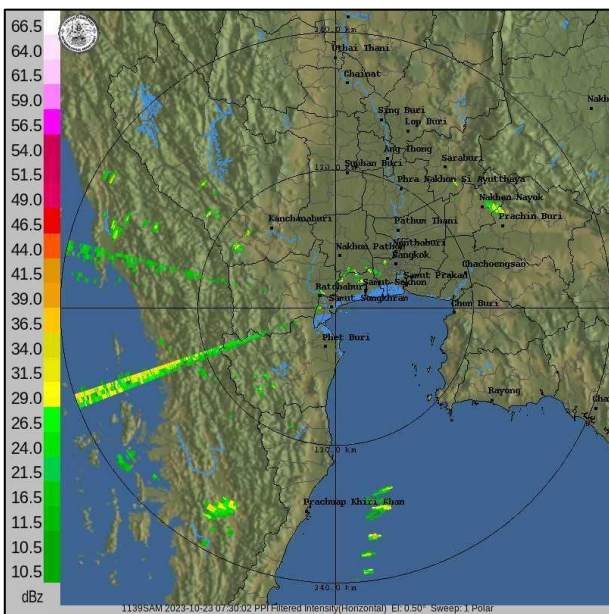 66.5
64.0
61.5
59.0
56.5
54.0
51.5
49.0
46.5
44.0
41.5
39.0
36.5
34.0
31.5
29.0
26.5
24.0
21.5
16.5
11.5
10.5
10.5
dBz
240.0 km
Uthai Thani
Chainat
Sing Buri
Lop Buri
Ang Thong
Saraburi
Suphan Buri
120.0 km
Phra Nakhon Si Ayutthaya
Nakhon Nayok
Prachin Buri
Kanchanaburi
Pathum Thani
Nonthaburi
Nakhon Pathom
Bangkok
Chachoengsao
Samut Prakan
Samut Sakhon
Ratchaburi
Samut Songkhram
Chon Buri
Phet Buri
Rayong
120.0 km
Prachuap Khiri Khan
240.0 km
1139SAM 2023-10-23 07:30:02 PPI Filtered Intensity(Horizontal) El: 0.50° Sweep: 1 Polar